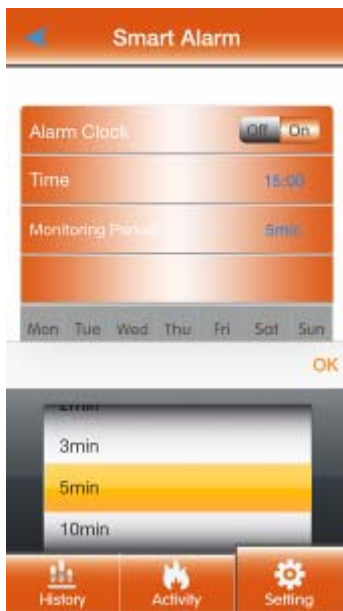 Smart Alarm
Alarm Clock
Off On
Time 15:00
Monitoring Period 5min
Mon Tue Wed Thu Fri Sat Sun
OK
2min
3min
5min
10min
History Activity Setting